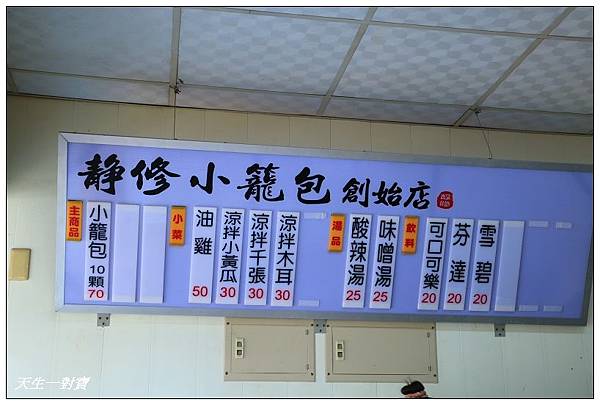 静修小籠包創始店
主商品
小籠包10顆 70
小菜
油雞 50
涼拌小黃瓜 30
涼拌千張 30
涼拌木耳 30
湯品
酸辣湯 25
味噌湯 25
飲料
可口可樂 20
芬達 20
雪碧 20
天生一對寶